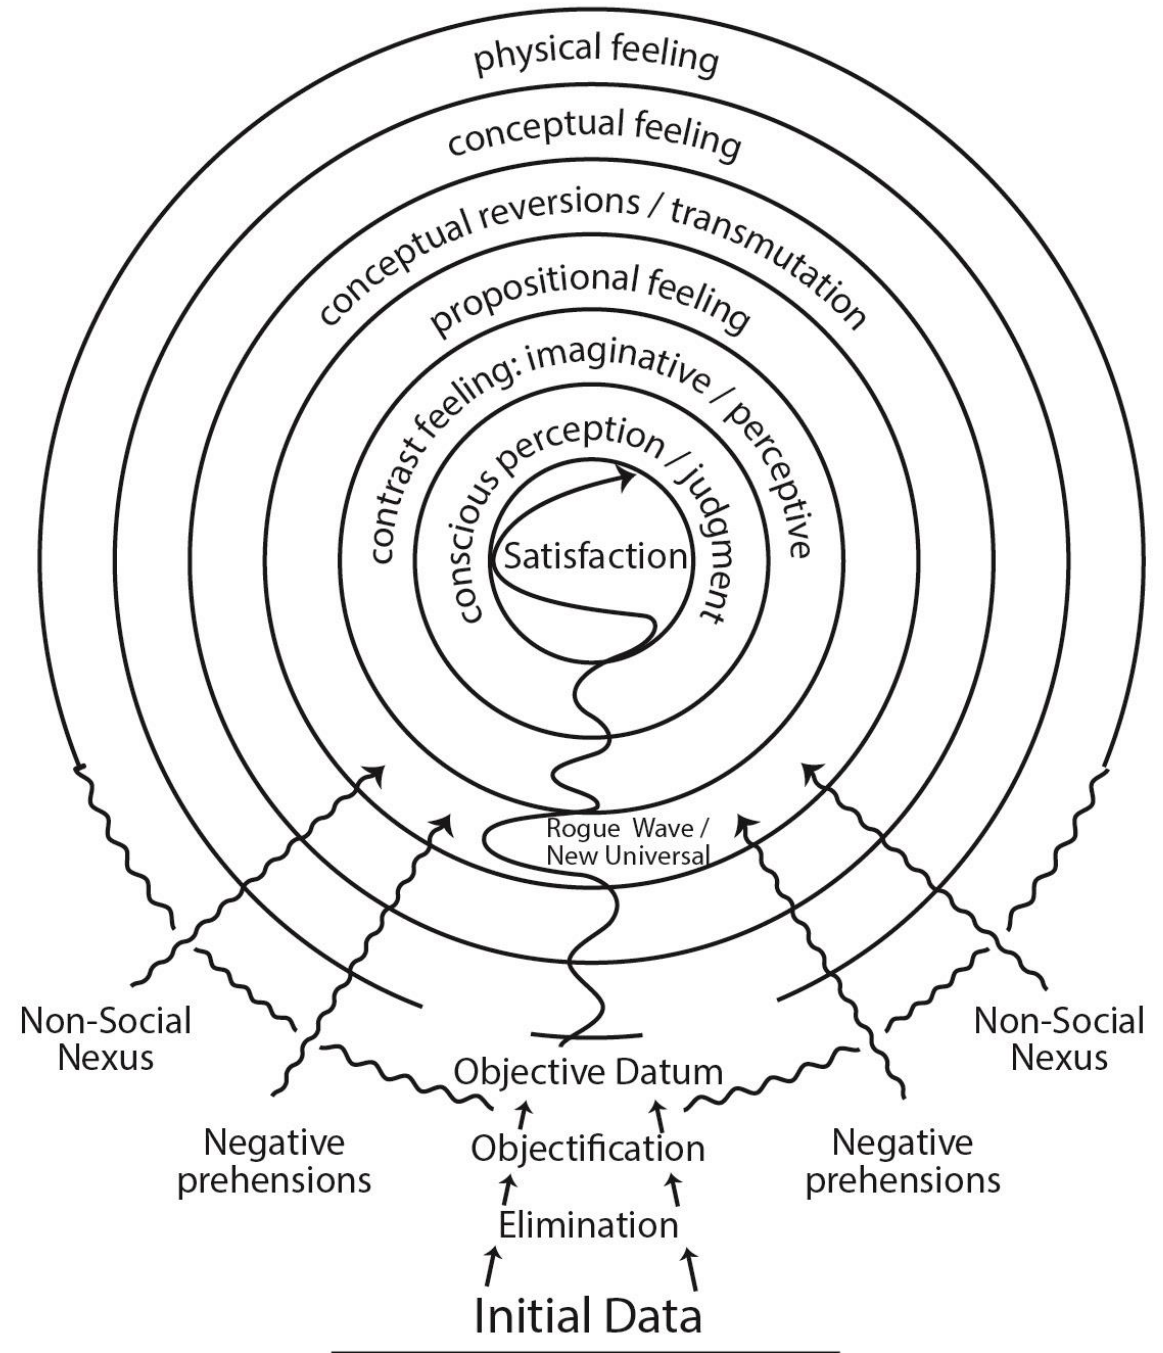 physical feeling
conceptual feeling
conceptual reversions / transmutation
propositional feeling
contrast feeling: imaginative / perceptive
conscious perception / judgment
Satisfaction
Rogue Wave /
New Universal
Non-Social
Nexus
Non-Social
Nexus
Objective Datum
Negative
prehensions
Objectification
Negative
prehensions
Elimination
Initial Data